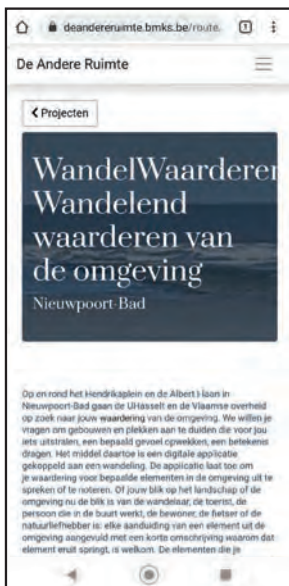 deandereruimte.bmks.be/route.
1
De Andere Ruimte
Projecten
WandelWaarderen
Wandelend
waarderen van
de omgeving
Nieuwpoort-Bad
Op en rond het Hendrikaplein en de Albert I laan in
Nieuwpoort-Bad gaan de UHasselt en de Vlaamse overheid
op zoek naar jouw waardering van de omgeving. We willen je
vragen om gebouwen en plekken aan te duiden die voor jou
iets uitstralen, een bepaald gevoel opwekken, een betekenis
dragen. Het middel daartoe is een digitale applicatie
gekoppeld aan een wandeling. De applicatie laat toe om
je waardering voor bepaalde elementen in de omgeving uit te
spreken of te noteren. Of jouw blik op het landschap of de
omgeving nu de blik is van de wandelaar, de toerist, de
persoon die in de buurt werkt, de bewoner, de fietser of de
natuurliefhebber is: elke aanduiding van een element uit de
omgeving aangevuld met een korte omschrijving waarom dat
element eruit springt, is welkom. De elementen die je